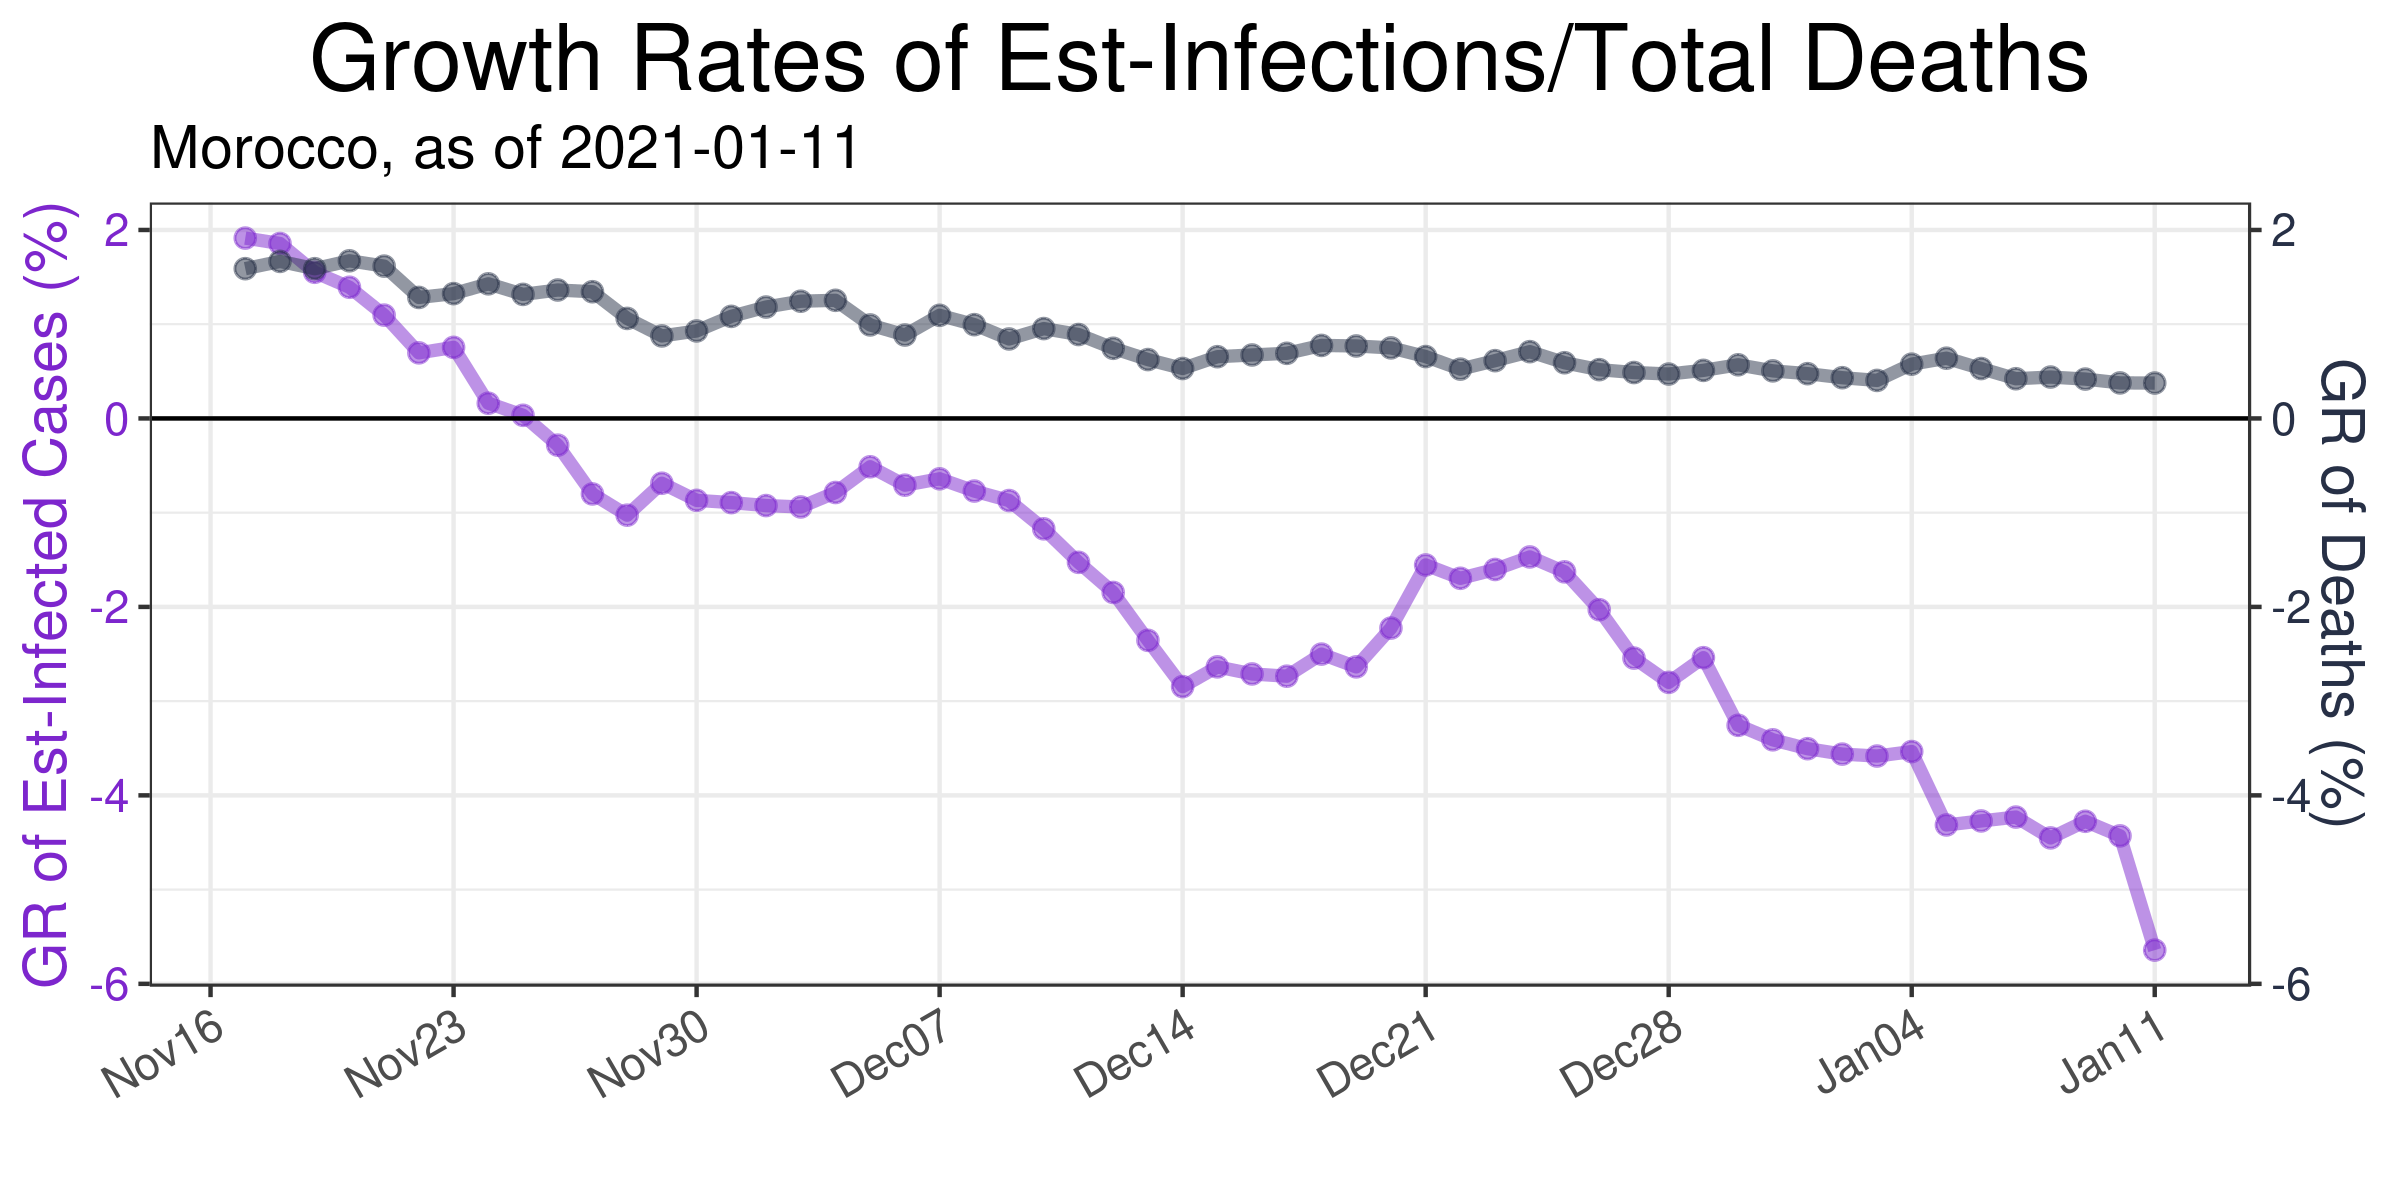 Growth Rates of Est-Infections/Total Deaths
Morocco, as of 2021-01-11
GR of Est-Infected Cases (%)
2
0
-2
-4
-6
2
0
-2
-4
-6
GR of Deaths (%)
Nov16
Nov23
Nov30
Dec07
Dec14
Dec21
Dec28
Jan04
Jan11